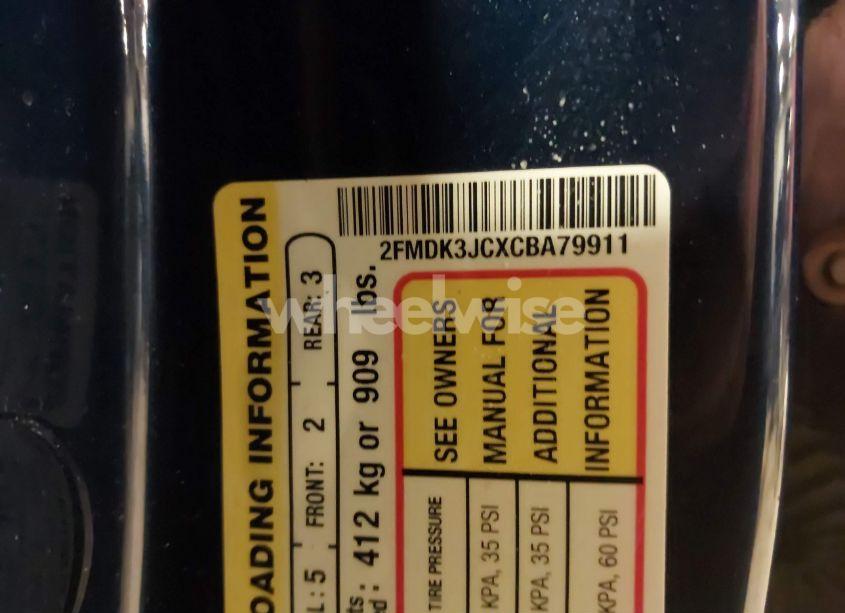 2FMDK3JCXCBA79911
OADING INFORMATION
L: 5 FRONT: 2 REAR: 3
412 kg or 909 lbs.
SEE OWNERS
MANUAL FOR
ADDITIONAL
INFORMATION
TIRE PRESSURE
KPA, 35 PSI
KPA, 35 PSI
KPA, 60 PSI
wheelwise